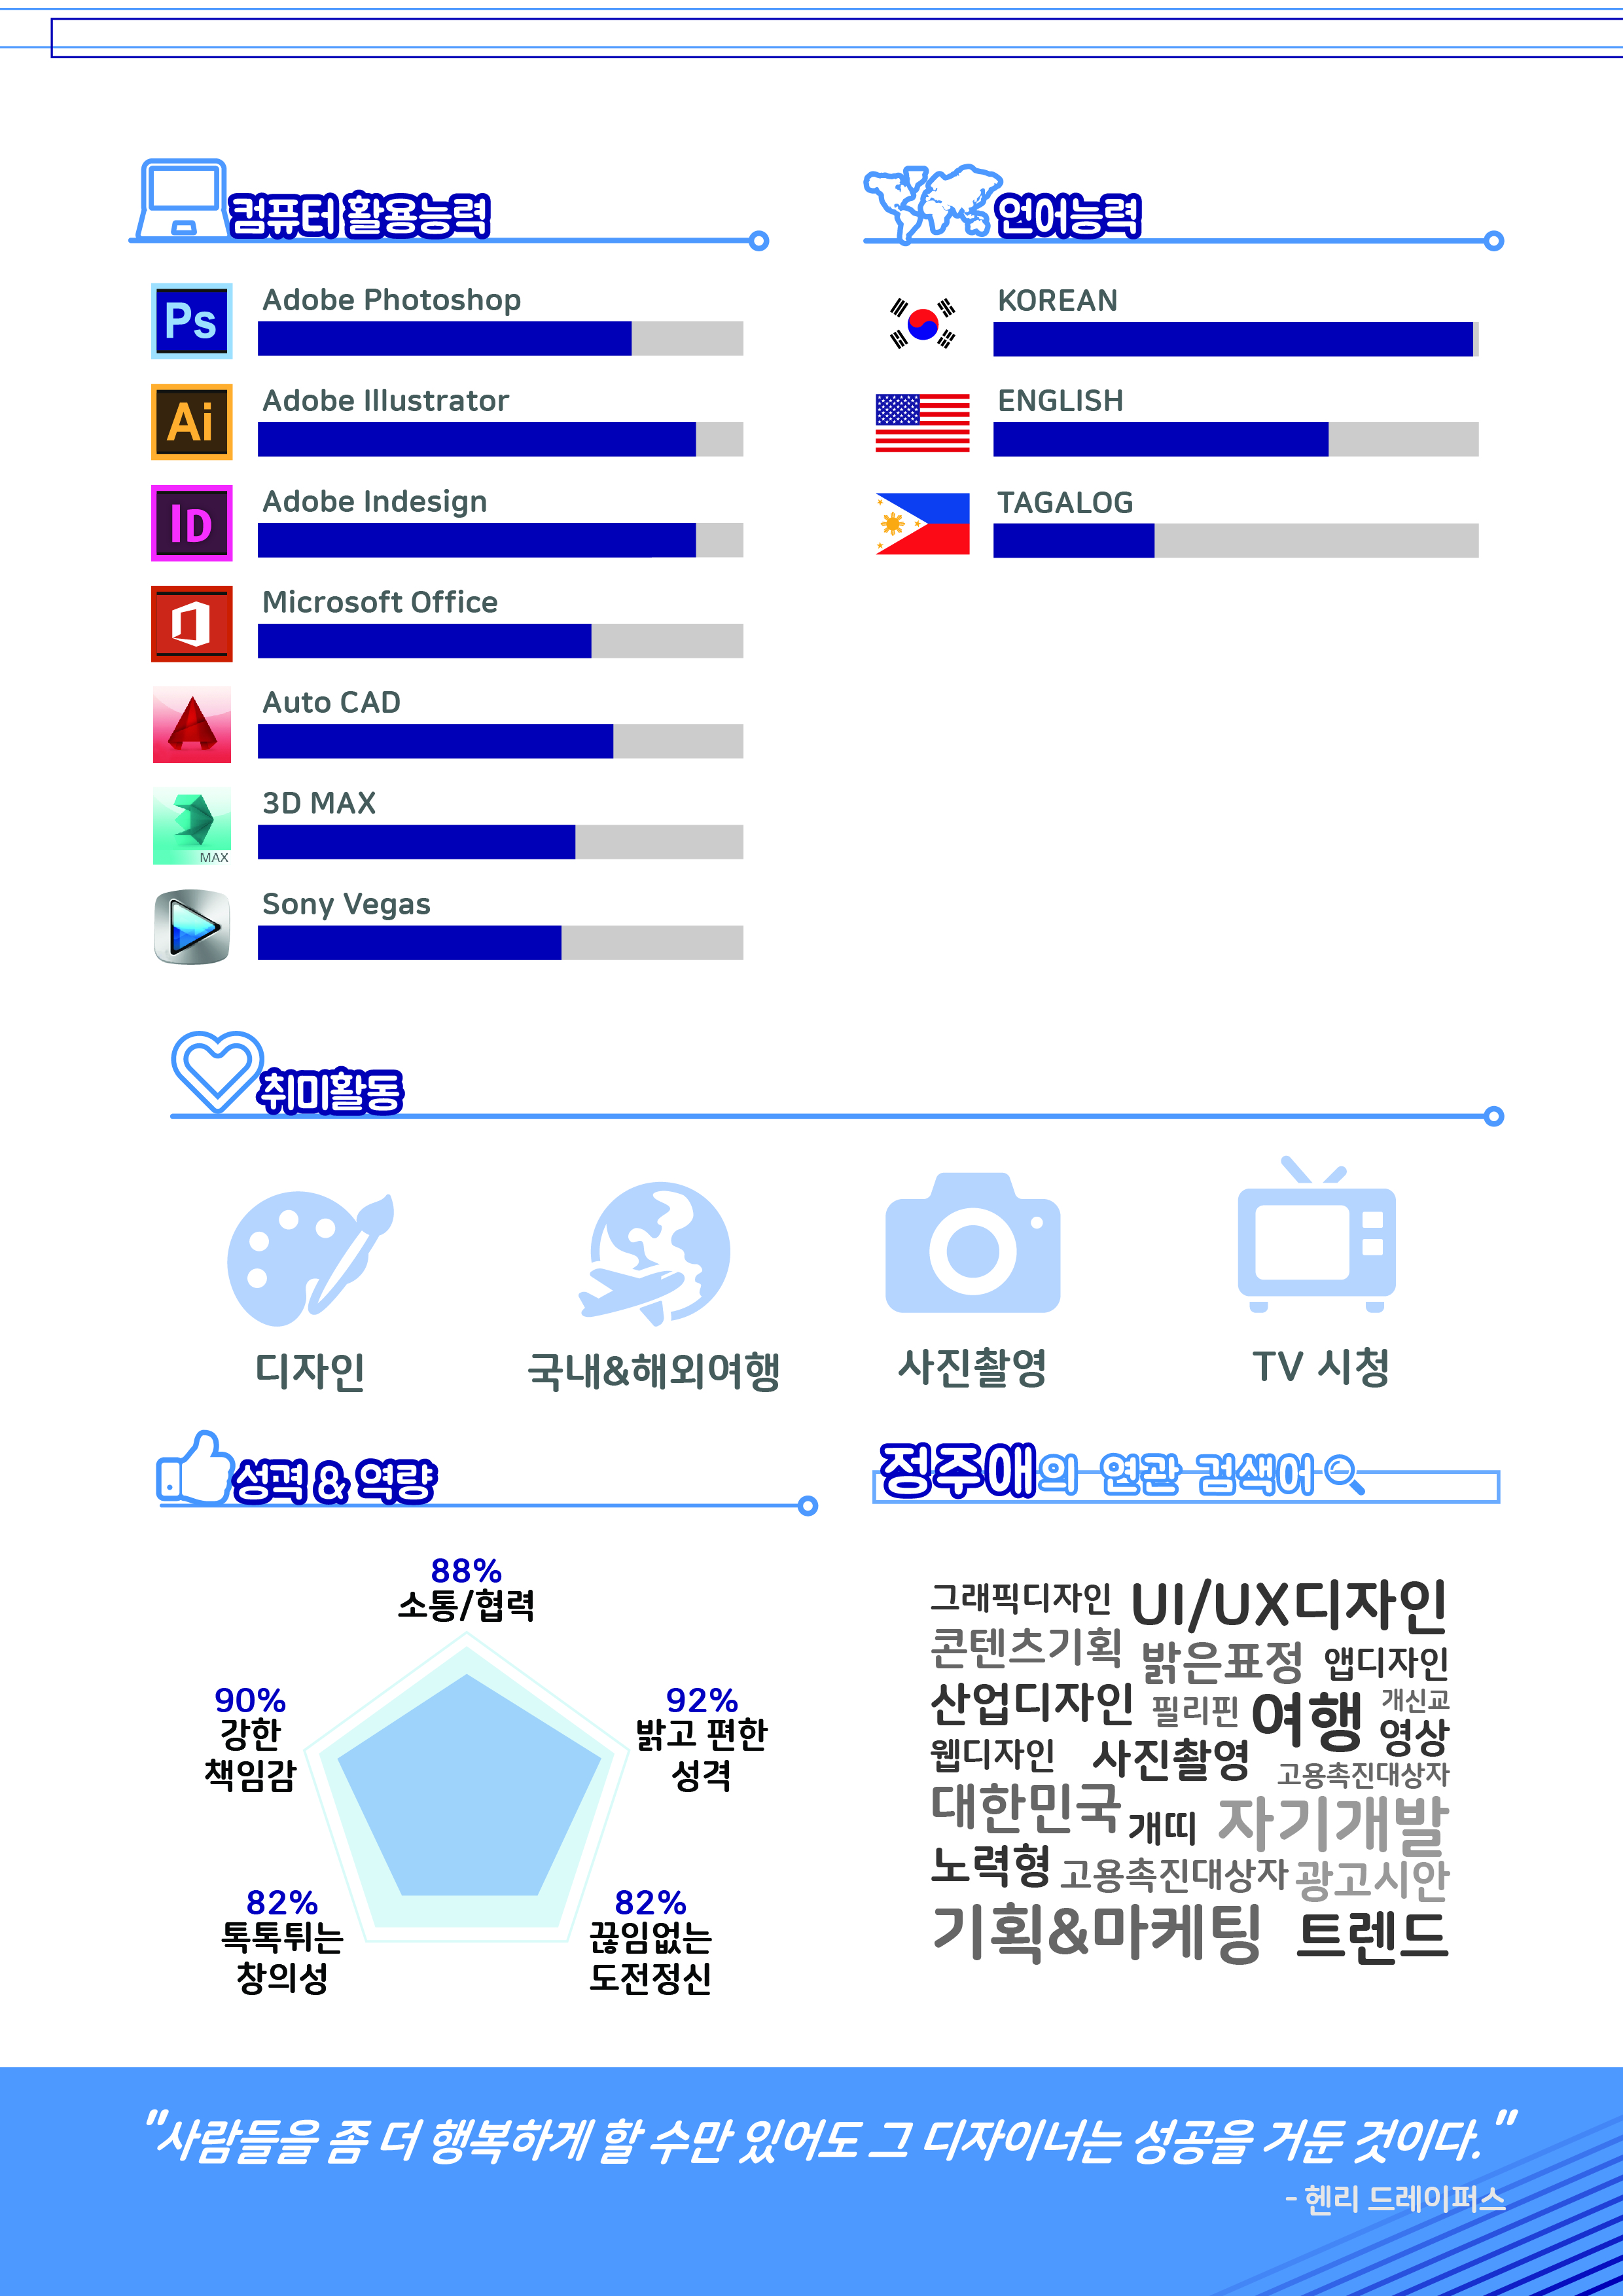 컴퓨터 활용능력
Ps
Adobe Photoshop
Ai
Adobe Illustrator
ID
Adobe Indesign
Microsoft Office
Auto CAD
3D MAX
MAX
Sony Vegas
언어능력
KOREAN
ENGLISH
TAGALOG
취미활동
디자인
국내&해외여행
사진촬영
TV 시청
성격 & 역량
88%
소통/협력
90%
강한
책임감
92%
밝고 편한
성격
82%
톡톡튀는
창의성
82%
끊임없는
도전정신
정주애의 연관 검색어
그래픽디자인 UI/UX디자인
콘텐츠기획 밝은표정 앱디자인
산업디자인 필리핀 여행 개신교
영상
웹디자인 사진촬영 고용촉진대상자
대한민국 개띠 자기개발
노력형 고용촉진대상자 광고시안
기획&마케팅 트렌드
"사람들을 좀 더 행복하게 할 수만 있어도 그 디자이너는 성공을 거둔 것이다."
- 헨리 드레이퍼스